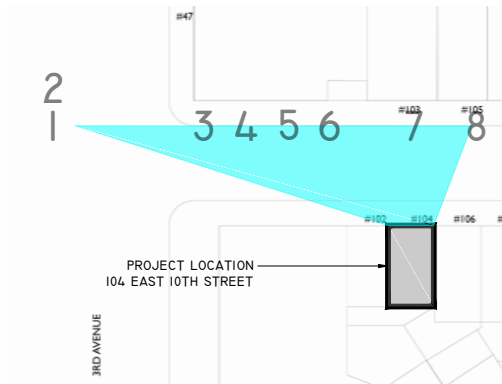 #47
2
1 3 4 5 6 7 8
#103 #105
#102 #104 #106
PROJECT LOCATION
104 EAST 10TH STREET
3RD AVENUE